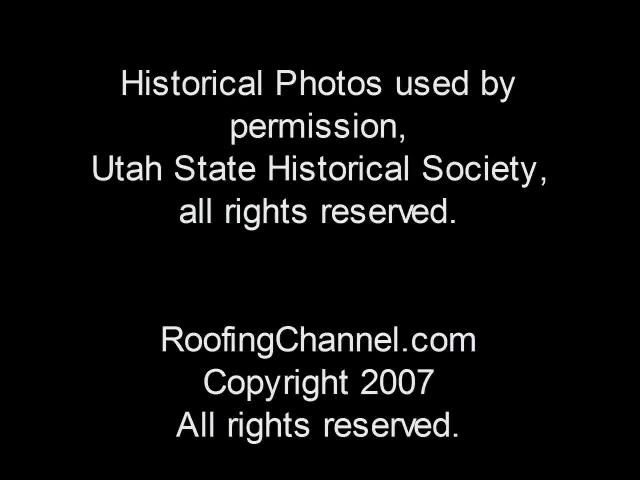 Historical Photos used by
permission,
Utah State Historical Society,
all rights reserved.
RoofingChannel.com
Copyright 2007
All rights reserved.